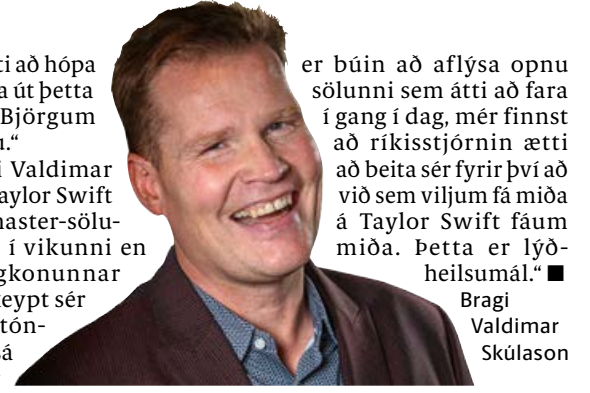 ti að hópa
a út þetta
Björgum
u.“
i Valdimar
aylor Swift
master-sölu-
í vikunni en
gkonunnar
keypt sér
tón-
sá
er búin að aflýsa opnu
sölunni sem átti að fara
í gang í dag, mér finnst
að ríkisstjórnin ætti
að beita sér fyrir því að
við sem viljum fá miða
á Taylor Swift fáum
miða. Þetta er lýð-
heilsumál.“ ■
Bragi
Valdimar
Skúlason